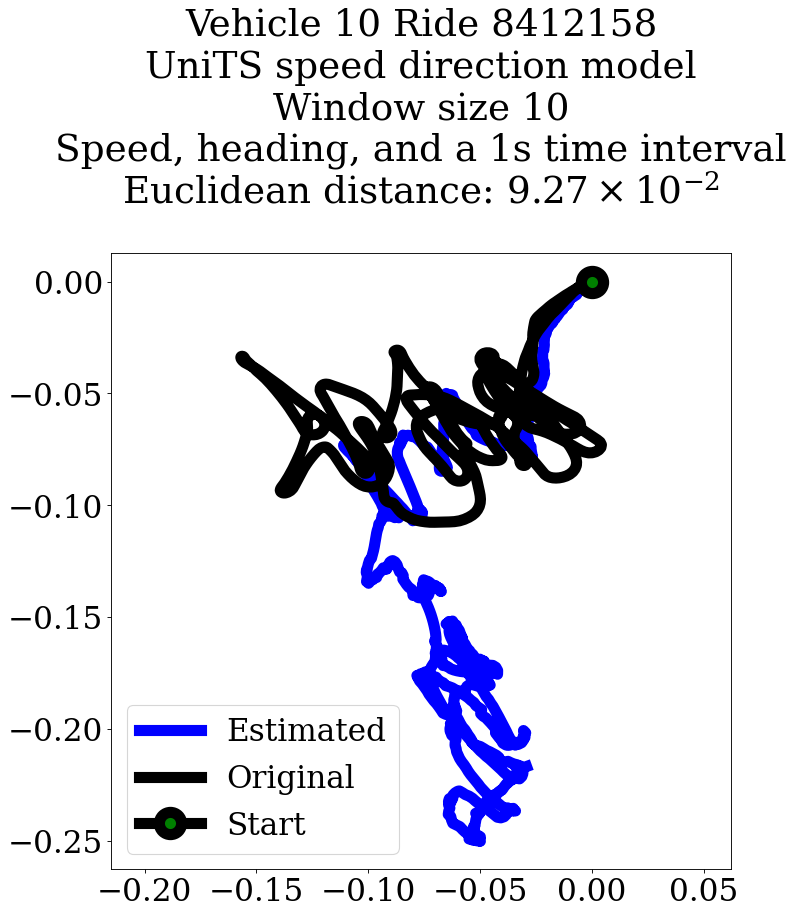 Vehicle 10 Ride 8412158
UniTS speed direction model
Window size 10
Speed, heading, and a 1s time interval
Euclidean distance: 9.27 × 10⁻²
0.00
−0.05
−0.10
−0.15
−0.20
−0.25
Estimated
Original
Start
−0.20 −0.15 −0.10 −0.05 0.00 0.05